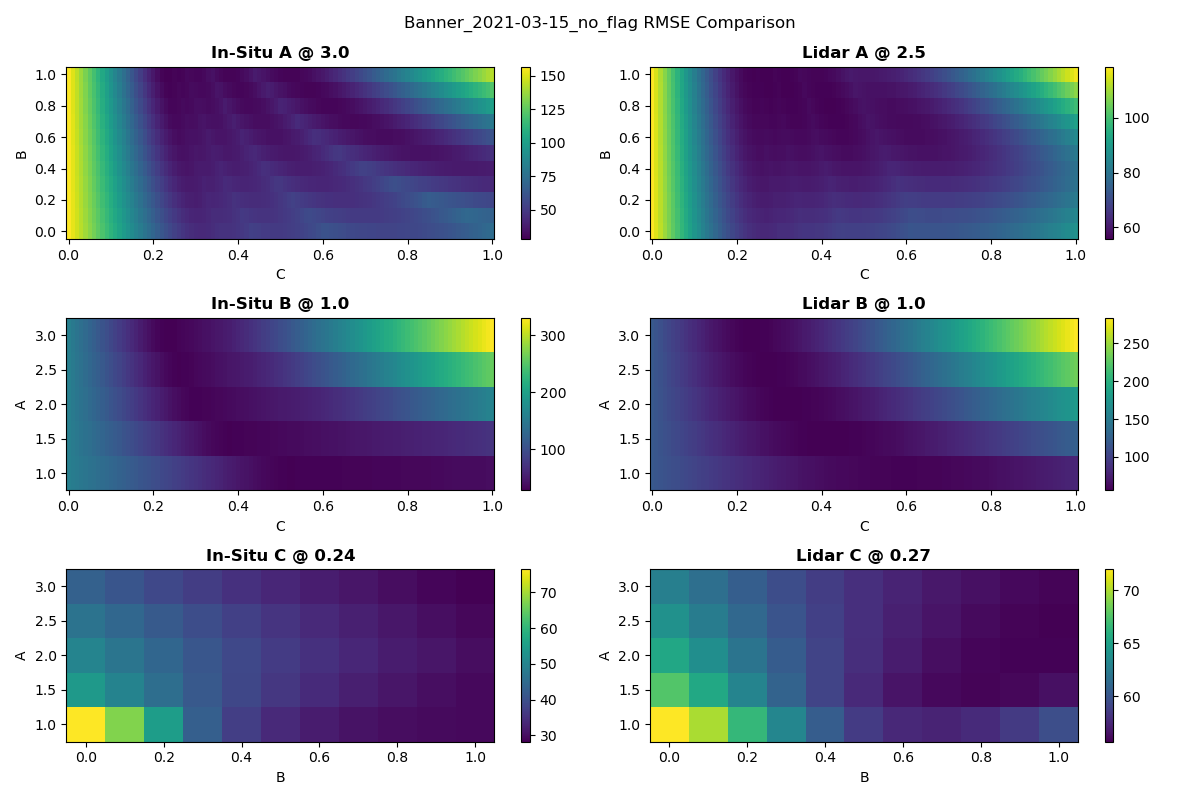 Banner_2021-03-15_no_flag RMSE Comparison
In-Situ A @ 3.0
Lidar A @ 2.5
B
1.0
0.8
0.6
0.4
0.2
0.0
0.0 0.2 0.4 0.6 0.8 1.0
C
150
125
100
75
50
B
1.0
0.8
0.6
0.4
0.2
0.0
0.0 0.2 0.4 0.6 0.8 1.0
C
100
80
60
In-Situ B @ 1.0
Lidar B @ 1.0
A
3.0
2.5
2.0
1.5
1.0
0.0 0.2 0.4 0.6 0.8 1.0
C
300
200
100
A
3.0
2.5
2.0
1.5
1.0
0.0 0.2 0.4 0.6 0.8 1.0
C
250
200
150
100
In-Situ C @ 0.24
Lidar C @ 0.27
A
3.0
2.5
2.0
1.5
1.0
0.0 0.2 0.4 0.6 0.8 1.0
B
70
60
50
40
30
A
3.0
2.5
2.0
1.5
1.0
0.0 0.2 0.4 0.6 0.8 1.0
B
70
65
60